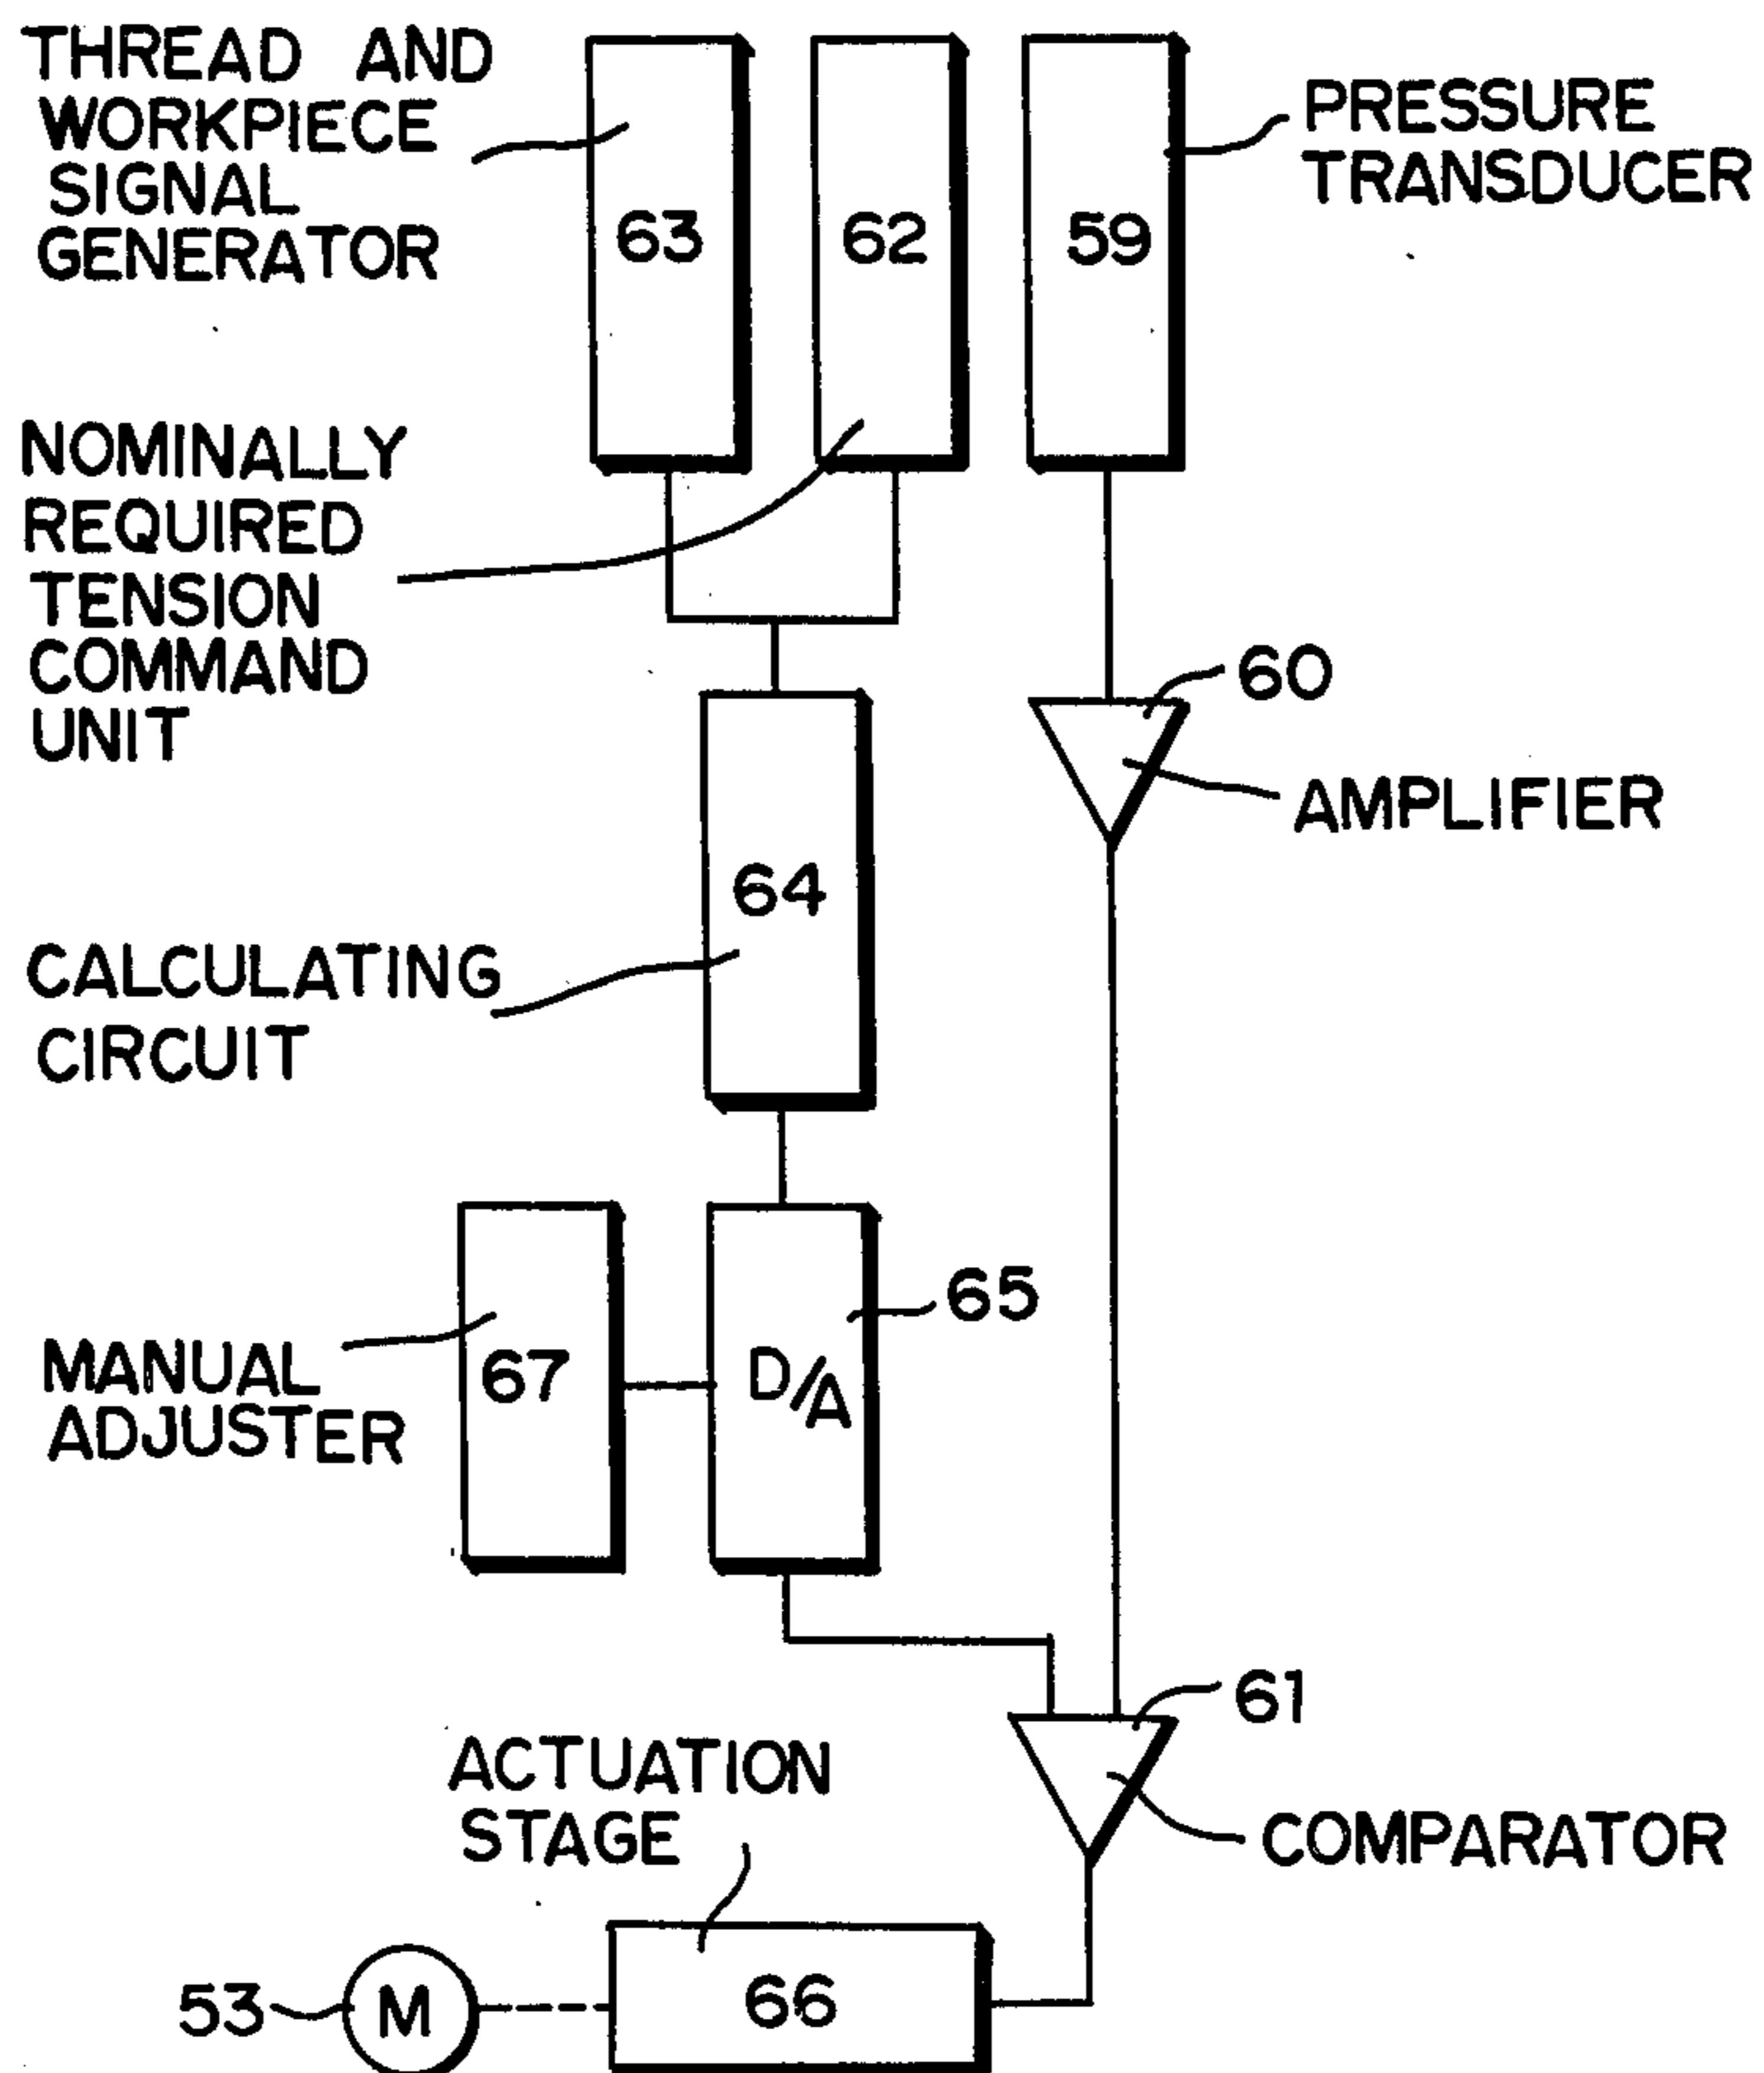 THREAD AND
WORKPIECE
SIGNAL
GENERATOR
63
62
59
PRESSURE
TRANSDUCER
NOMINALLY
REQUIRED
TENSION
COMMAND
UNIT
60
AMPLIFIER
64
CALCULATING
CIRCUIT
65
MANUAL
ADJUSTER
67
D/A
61
COMPARATOR
ACTUATION
STAGE
53
M
66